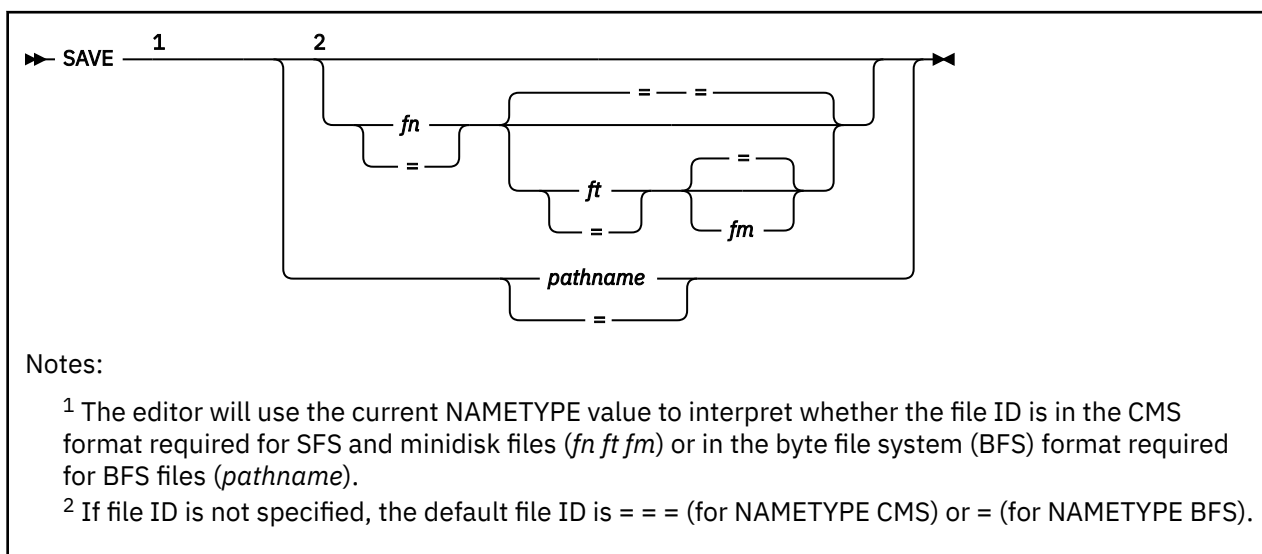 SAVE 1 2
= =
fn
=
=
ft
=
fm
pathname
=
Notes:
1 The editor will use the current NAMETYPE value to interpret whether the file ID is in the CMS
format required for SFS and minidisk files (fn ft fm) or in the byte file system (BFS) format required
for BFS files (pathname).
2 If file ID is not specified, the default file ID is = = = (for NAMETYPE CMS) or = (for NAMETYPE BFS).